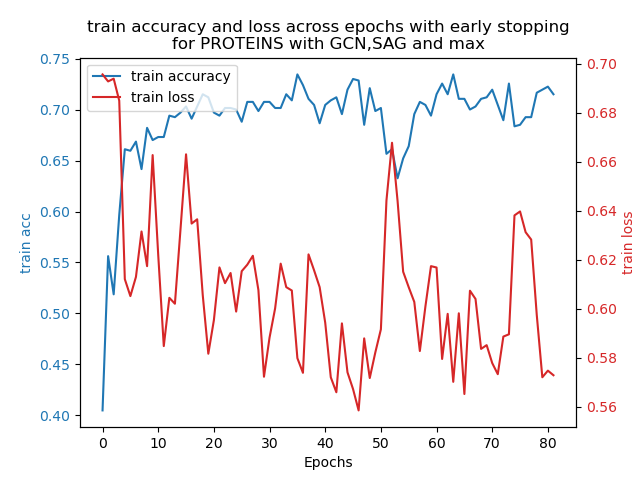 train accuracy and loss across epochs with early stopping
for PROTEINS with GCN,SAG and max
train accuracy
train loss
0.75
0.70
0.65
0.60
0.55
0.50
0.45
0.40
train acc
0.70
0.68
0.66
0.64
0.62
0.60
0.58
0.56
train loss
0 10 20 30 40 50 60 70 80
Epochs